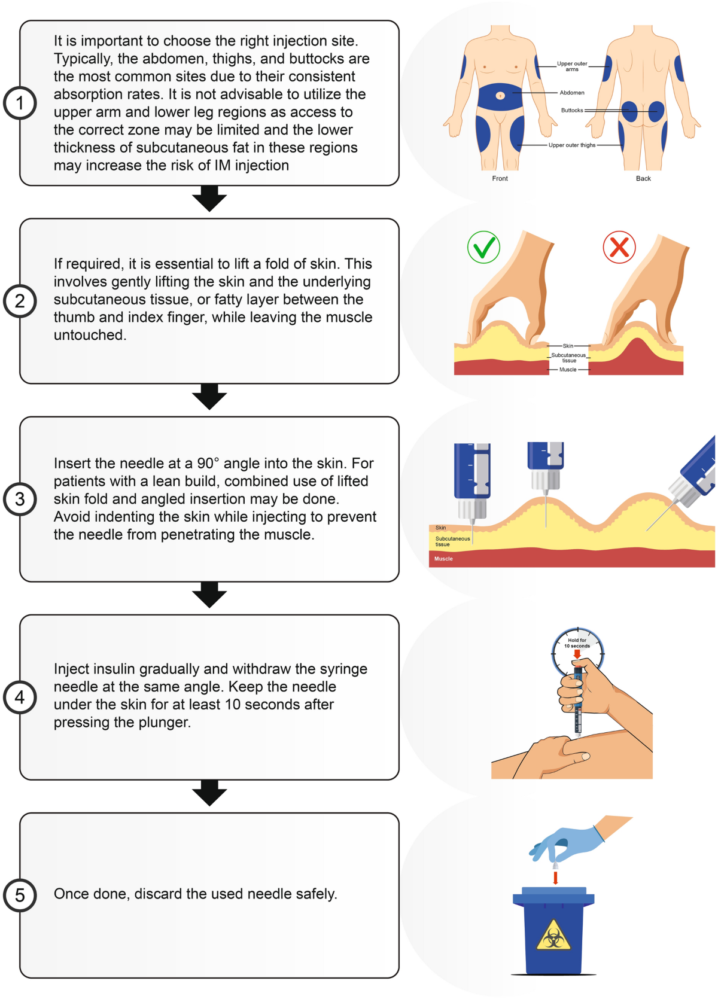 1
It is important to choose the right injection site.
Typically, the abdomen, thighs, and buttocks are
the most common sites due to their consistent
absorption rates. It is not advisable to utilize the
upper arm and lower leg regions as access to
the correct zone may be limited and the lower
thickness of subcutaneous fat in these regions
may increase the risk of IM injection
Upper outer
arms
Abdomen
Buttocks
Upper outer thighs
Front
Back
2
If required, it is essential to lift a fold of skin. This
involves gently lifting the skin and the underlying
subcutaneous tissue, or fatty layer between the
thumb and index finger, while leaving the muscle
untouched.
Skin
Subcutaneous
tissue
Muscle
3
Insert the needle at a 90° angle into the skin. For
patients with a lean build, combined use of lifted
skin fold and angled insertion may be done.
Avoid indenting the skin while injecting to prevent
the needle from penetrating the muscle.
Skin
Subcutaneous
tissue
Muscle
4
Inject insulin gradually and withdraw the syringe
needle at the same angle. Keep the needle
under the skin for at least 10 seconds after
pressing the plunger.
Hold for
10 seconds
5
Once done, discard the used needle safely.